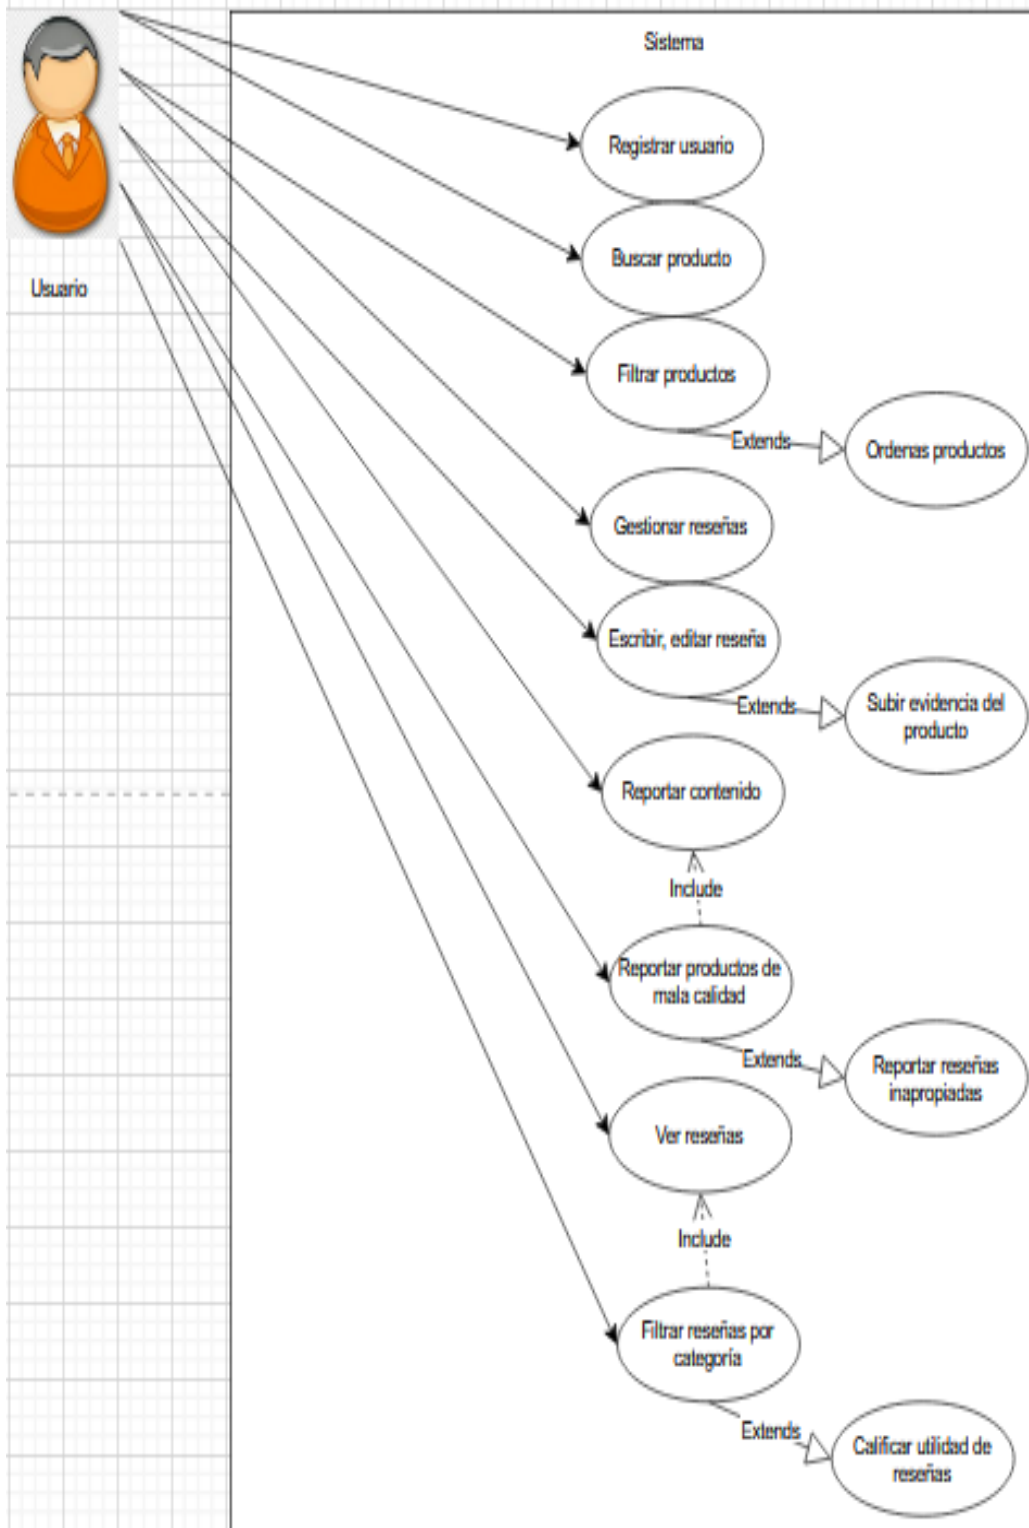 Sistema
Registrar usuario
Buscar producto
Usuario
Filtrar productos
Extends
Ordenas productos
Gestionar reseñas
Escribir, editar reseña
Extends
Subir evidencia del
producto
Reportar contenido
Include
Reportar productos de
mala calidad
Extends
Reportar reseñas
inapropiadas
Ver reseñas
Include
Filtrar reseñas por
categoría
Extends
Calificar utilidad de
reseñas